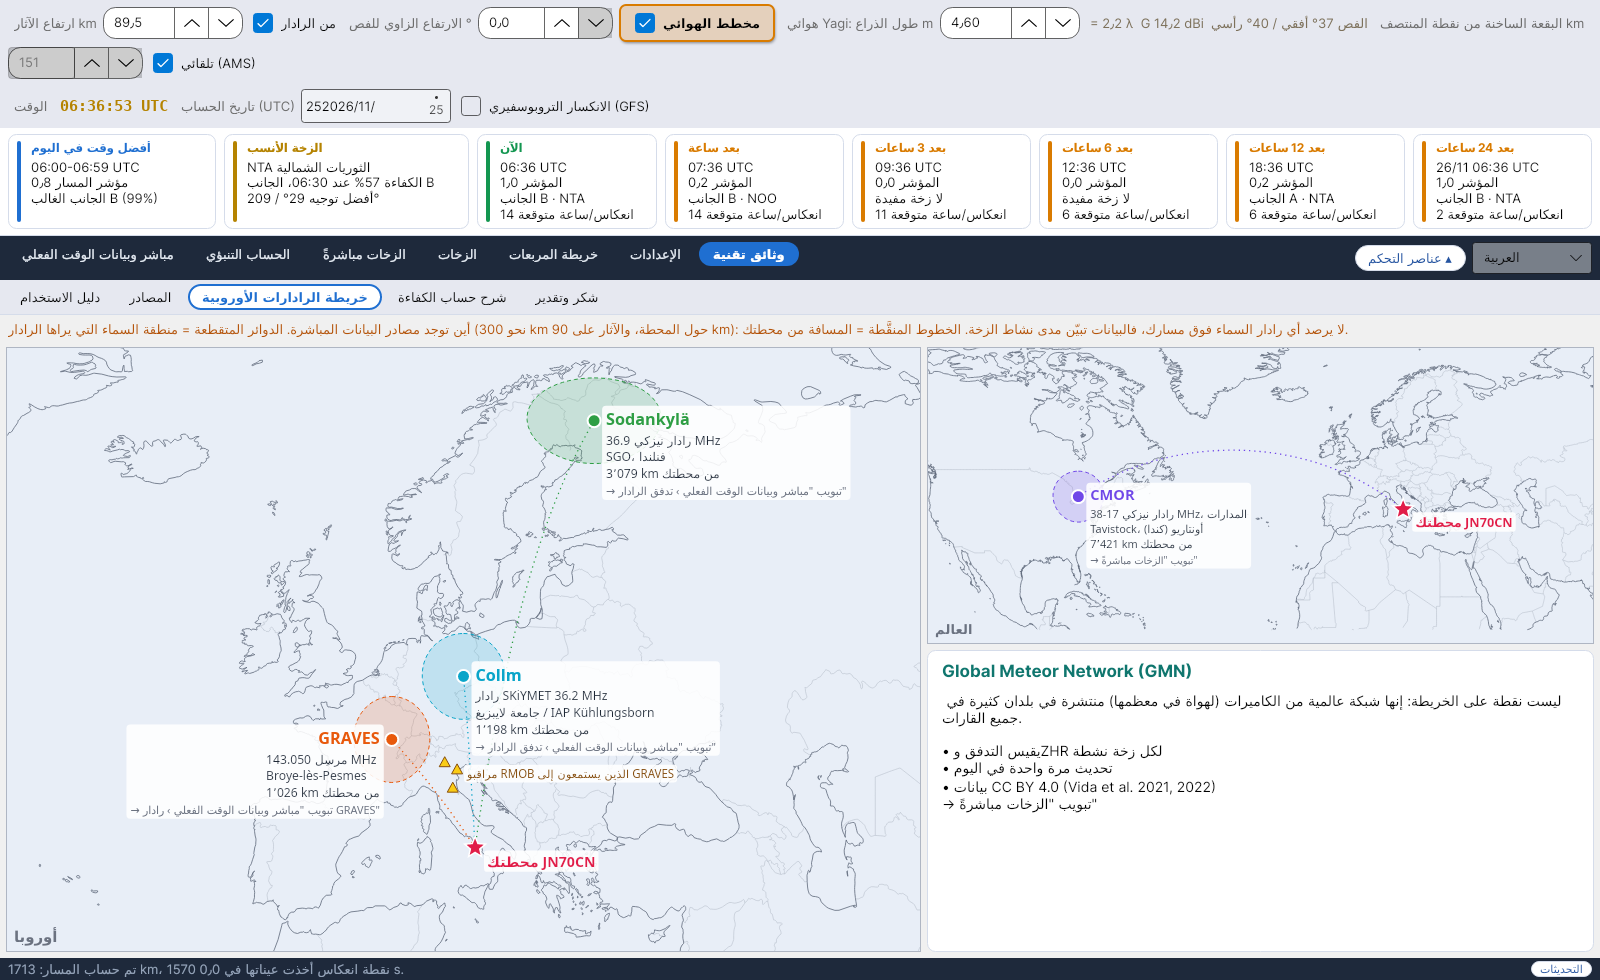 ارتفاع الآثار km 89٫5 من الرادار الارتفاع الزاوي للفص ° 0٫0 مخطط الهوائي هوائي Yagi: طول الذراع m 4٫60 = 2٫2 λ G 14٫2 dBi الفص 37° أفقي / 40° رأسي البقعة الساخنة من نقطة المنتصف km
151 تلقائي (AMS)
الوقت 06:36:53 UTC تاريخ الحساب (UTC) 252026/11/ 25 الانكسار التروبوسفيري (GFS)
أفضل وقت في اليوم
06:00-06:59 UTC
مؤشر المسار 0٫8
الجانب الغالب B (99%)
الزخة الأنسب
NTA الثوريات الشمالية
الكفاءة 57% عند 06:30، الجانب B
أفضل توجيه 29° / 209°
الآن
06:36 UTC
المؤشر 1٫0
الجانب B · NTA
انعكاس/ساعة متوقعة 14
بعد ساعة
07:36 UTC
المؤشر 0٫2
الجانب B · NOO
انعكاس/ساعة متوقعة 14
بعد 3 ساعات
09:36 UTC
المؤشر 0٫0
لا زخة مفيدة
انعكاس/ساعة متوقعة 11
بعد 6 ساعات
12:36 UTC
المؤشر 0٫0
لا زخة مفيدة
انعكاس/ساعة متوقعة 6
بعد 12 ساعات
18:36 UTC
المؤشر 0٫2
الجانب A · NTA
انعكاس/ساعة متوقعة 6
بعد 24 ساعات
26/11 06:36 UTC
المؤشر 1٫0
الجانب B · NTA
انعكاس/ساعة متوقعة 2
مباشر وبيانات الوقت الفعلي الحساب التنبؤي الزخات مباشرةً الزخات خريطة المربعات الإعدادات وثائق تقنية عناصر التحكم ▴ العربية
دليل الاستخدام المصادر خريطة الرادارات الأوروبية شرح حساب الكفاءة شكر وتقدير
أين توجد مصادر البيانات المباشرة. الدوائر المتقطعة = منطقة السماء التي يراها الرادار (نحو 300 km حول المحطة، والآثار على 90 km): لا يرصد أي رادار السماء فوق مسارك، فالبيانات تبيّن مدى نشاط الزخة. الخطوط المنقَّطة = المسافة من محطتك.
Sodankylä
رادار نيزكي 36.9 MHz
SGO، فنلندا
3٬079 km من محطتك
→ تبويب "مباشر وبيانات الوقت الفعلي › تدفق الرادار"
Collm
رادار SKiYMET 36.2 MHz
جامعة لايبزيغ / IAP Kühlungsborn
1٬198 km من محطتك
→ تبويب "مباشر وبيانات الوقت الفعلي › تدفق الرادار"
GRAVES
مرسل 143.050 MHz
Broye-lès-Pesmes
1٬026 km من محطتك
→ تبويب "مباشر وبيانات الوقت الفعلي › رادار GRAVES"
مراقبو RMOB الذين يستمعون إلى GRAVES
محطتك JN70CN
أوروبا
CMOR
رادار نيزكي 17-38 MHz، المدارات
Tavistock، أونتاريو (كندا)
7٬421 km من محطتك
→ تبويب "الزخات مباشرةً"
محطتك JN70CN
العالم
Global Meteor Network (GMN)
ليست نقطة على الخريطة: إنها شبكة عالمية من الكاميرات (لهواة في معظمها) منتشرة في بلدان كثيرة في
جميع القارات.
• يقيس التدفق وZHR لكل زخة نشطة
• تحديث مرة واحدة في اليوم
• بيانات CC BY 4.0 (Vida et al. 2021, 2022)
→ تبويب "الزخات مباشرةً"
تم حساب المسار: 1713 km، 1570 نقطة انعكاس أخذت عيناتها في 0٫0 s. التحديثات